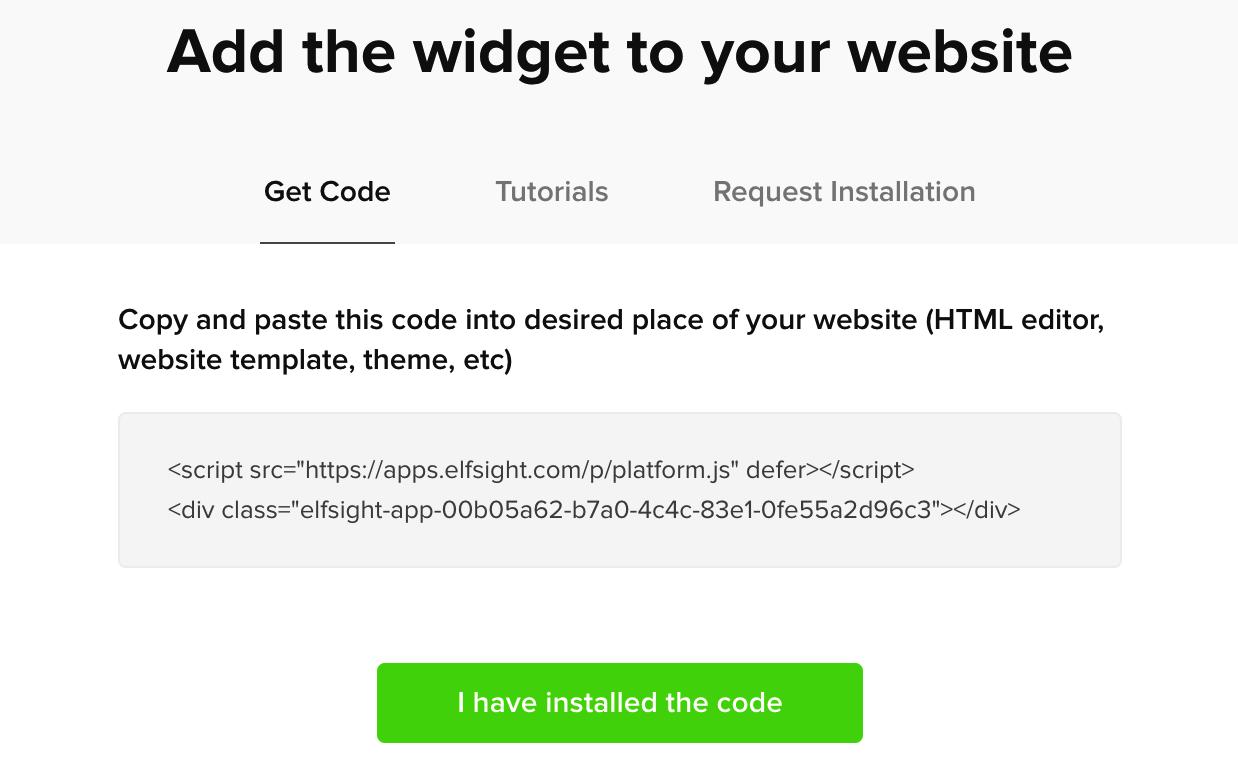 Add the widget to your website
Get Code
Tutorials
Request Installation
Copy and paste this code into desired place of your website (HTML editor,
website template, theme, etc)
<script src="https://apps.elfsight.com/p/platform.js" defer></script>
<div class="elfsight-app-00b05a62-b7a0-4c4c-83e1-0fe55a2d96c3"></div>
I have installed the code